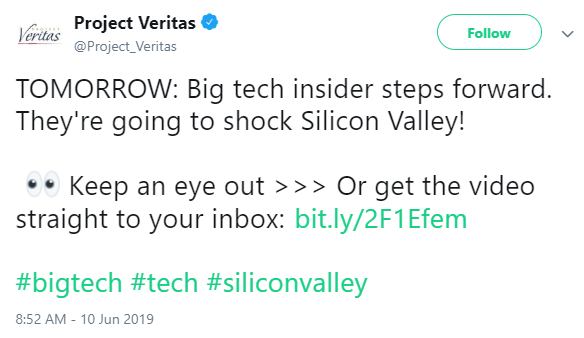 Project Veritas
Veritas
@Project_Veritas
Follow
TOMORROW: Big tech insider steps forward.
They're going to shock Silicon Valley!
👀 Keep an eye out >>> Or get the video
straight to your inbox: bit.ly/2F1Efem
#bigtech #tech #siliconvalley
8:52 AM - 10 Jun 2019